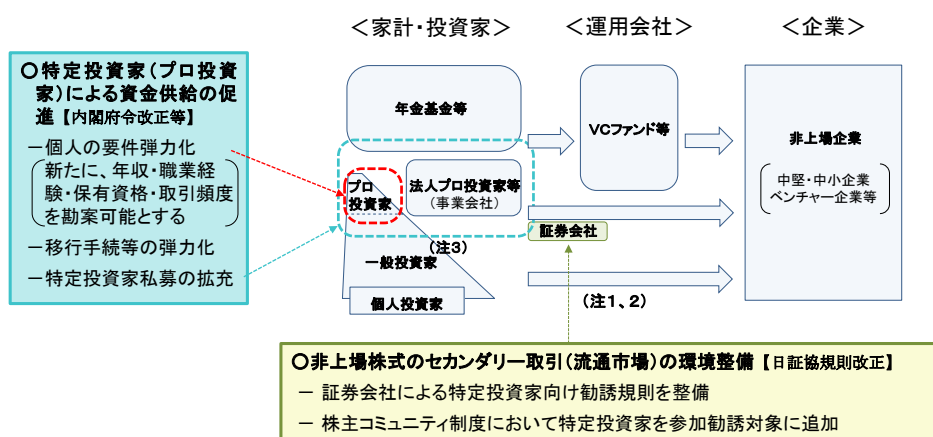 ＜家計・投資家＞
＜運用会社＞
＜企業＞
○特定投資家（プロ投資
家）による資金供給の促
進【内閣府令改正等】
－個人の要件弾力化
新たに、年収・職業経
験・保有資格・取引頻度
を勘案可能とする
－移行手続等の弾力化
－特定投資家私募の拡充
年金基金等
VCファンド等
非上場企業
中堅・中小企業
ベンチャー企業等
プロ
投資家
法人プロ投資家等
（事業会社）
証券会社
（注３）
一般投資家
個人投資家
（注１、２）
○非上場株式のセカンダリー取引（流通市場）の環境整備【日証協規則改正】
－ 証券会社による特定投資家向け勧誘規則を整備
－ 株主コミュニティ制度において特定投資家を参加勧誘対象に追加